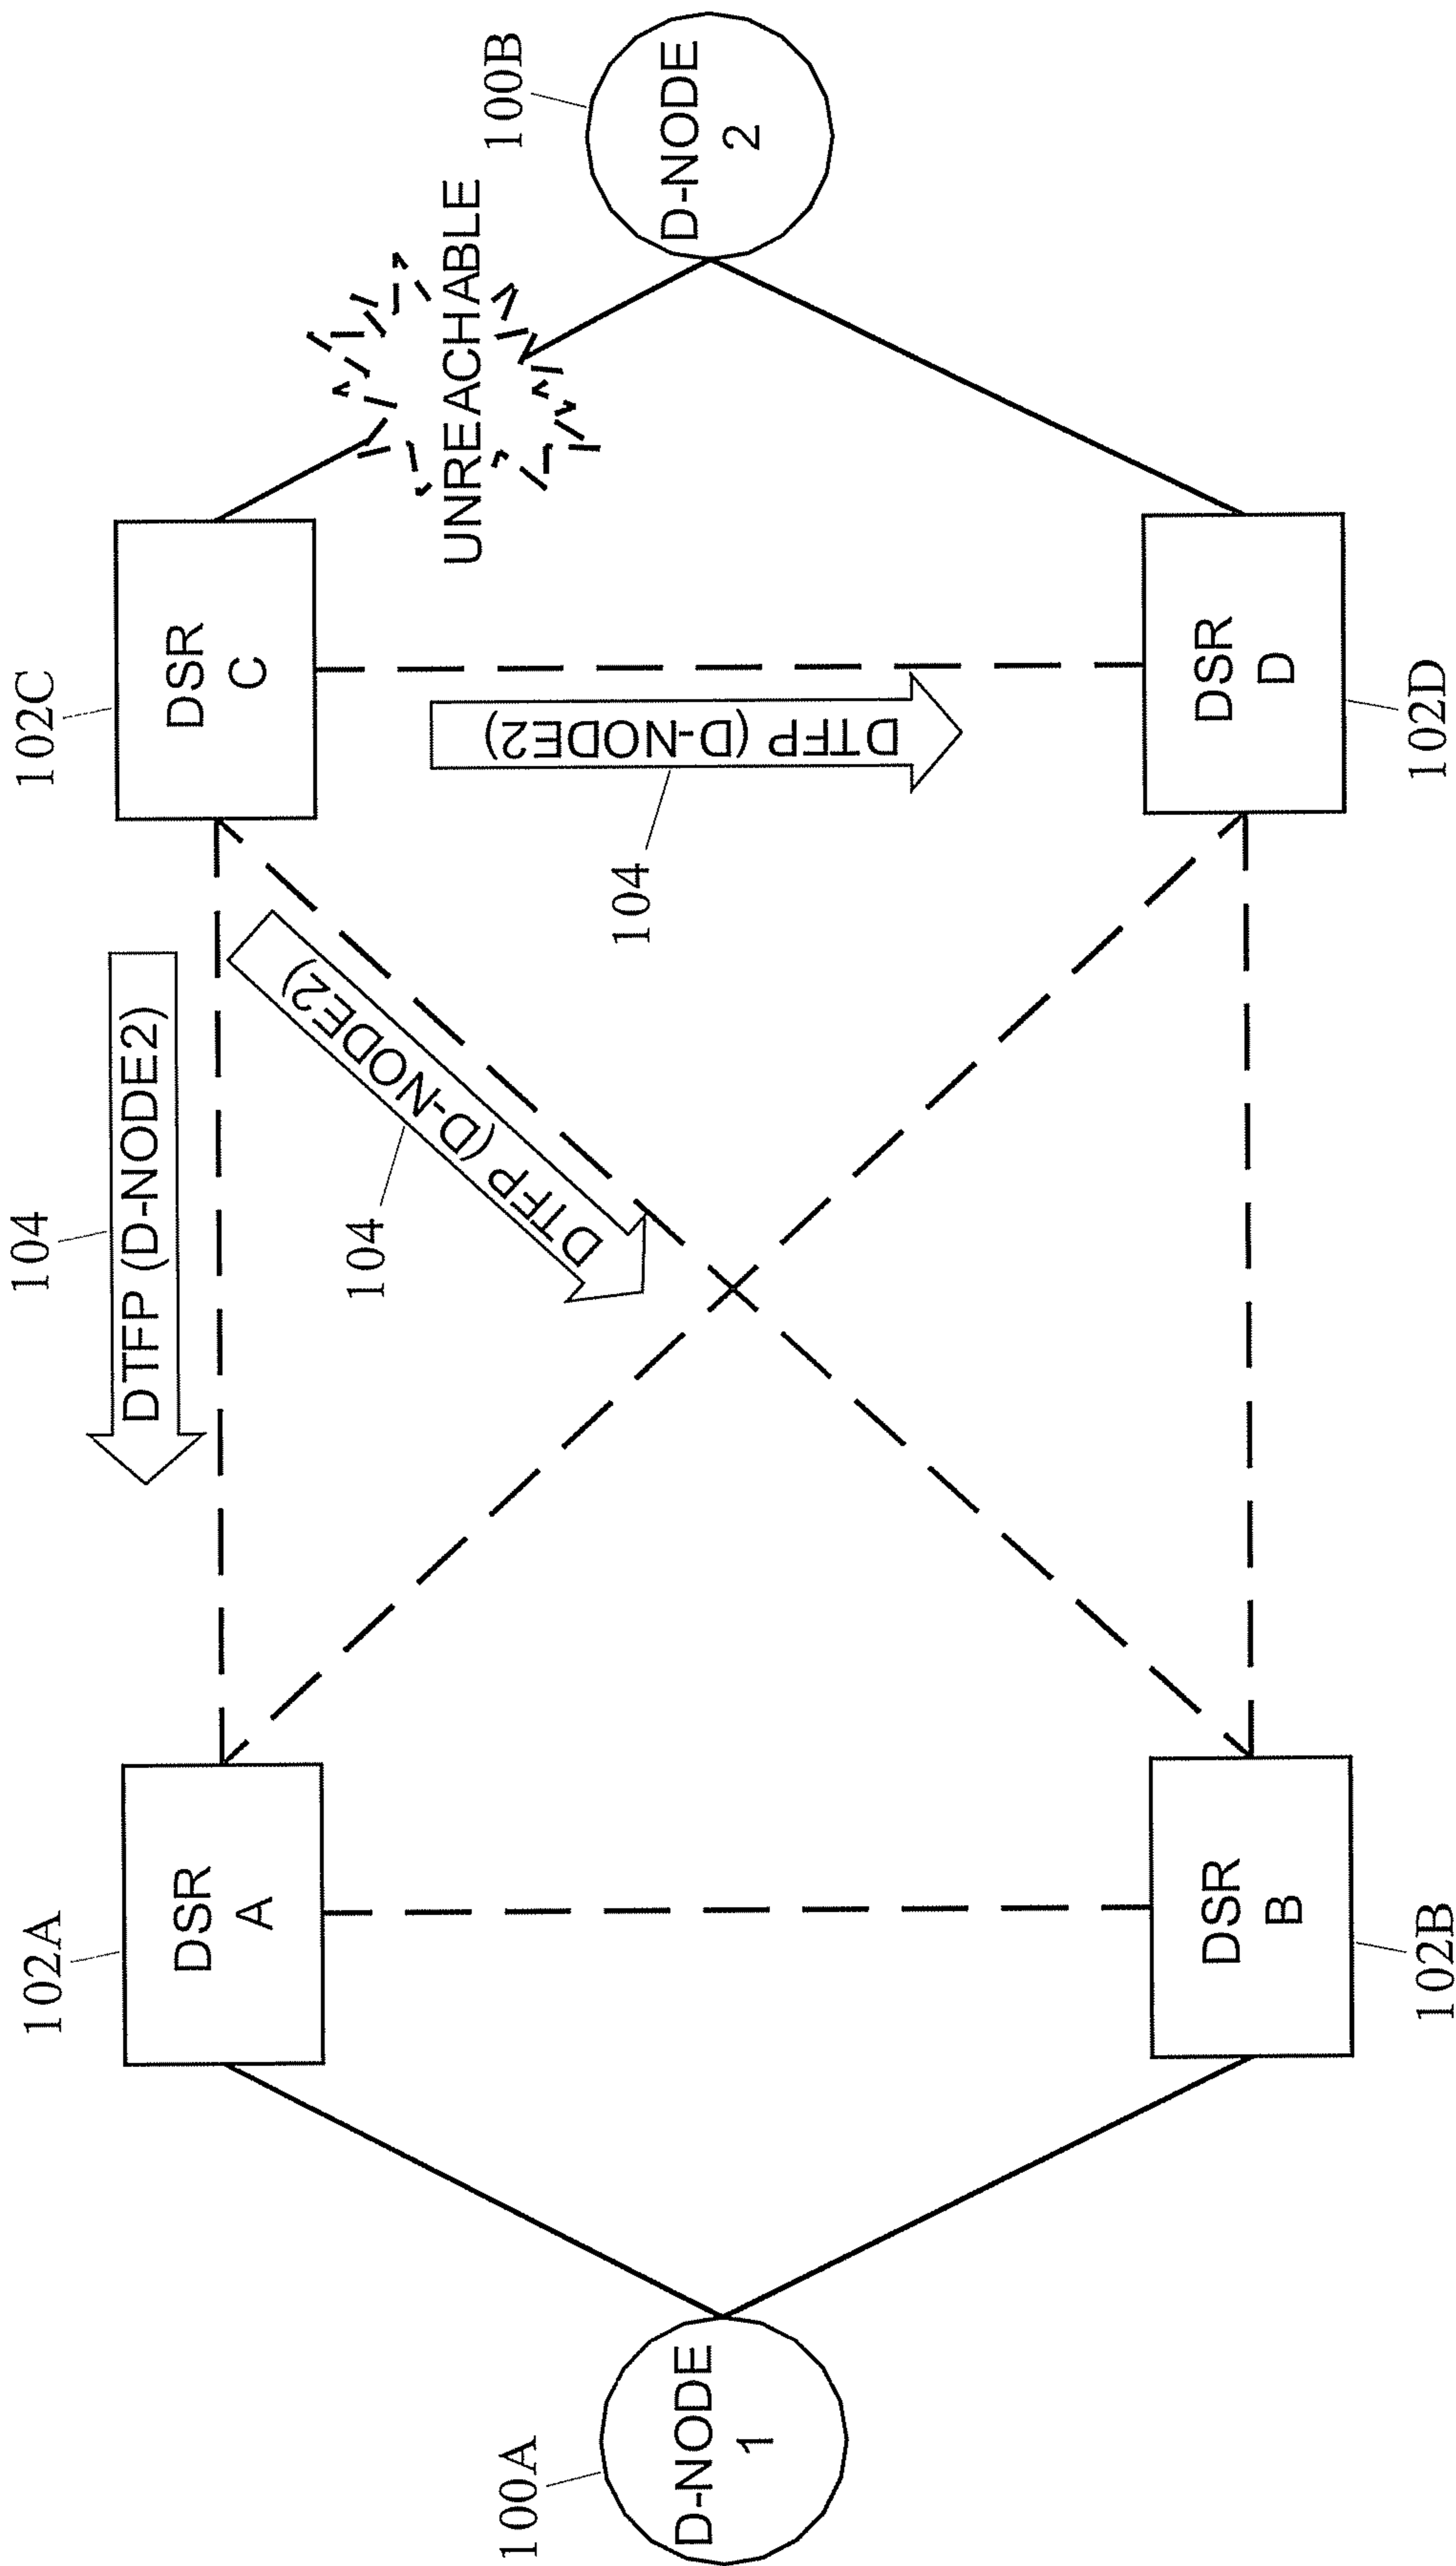 102A
104
102C
DTFP (D-NODE2)
DSR
A
DSR
C
DTFP (D-NODE2)
104
UNREACHABLE
100A
100B
104
D-NODE
1
DTFP (D-NODE2)
D-NODE
2
DSR
B
DSR
D
102B
102D